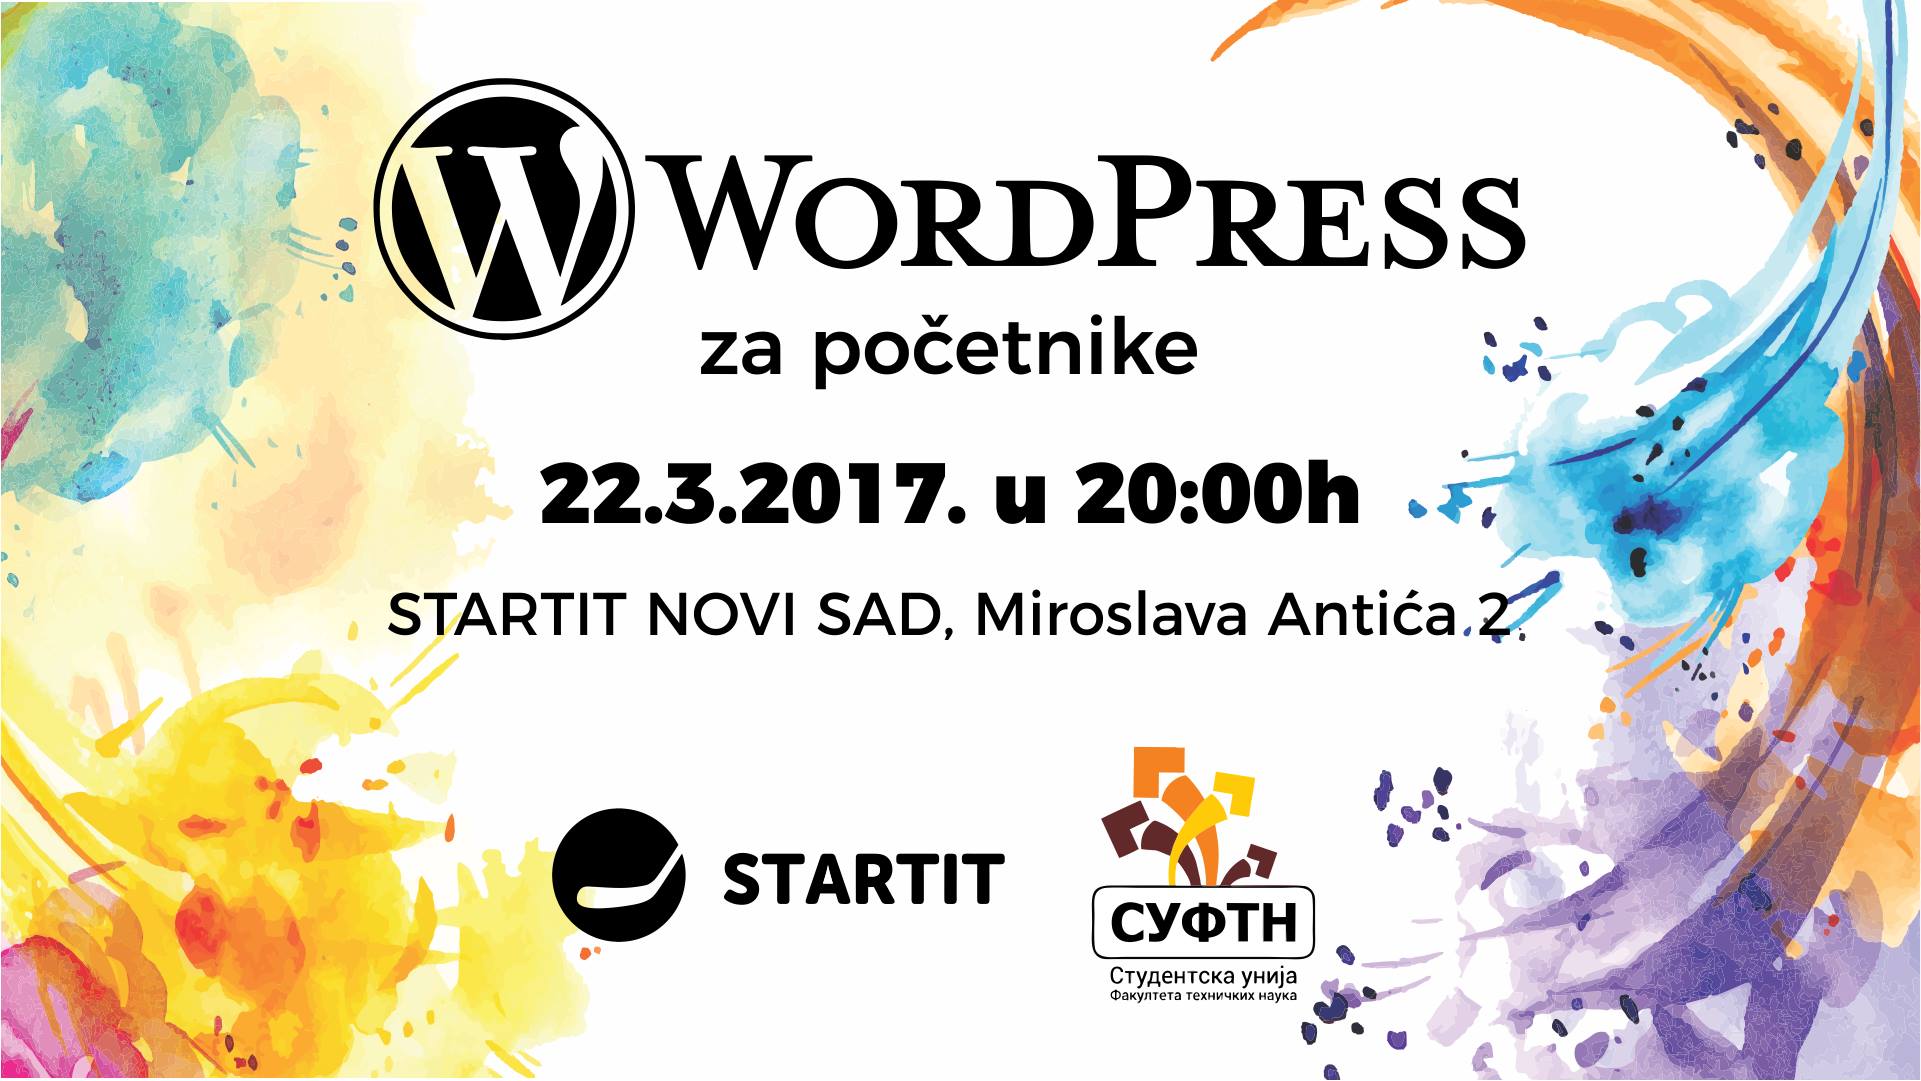 WORDPRESS
za početnike
22.3.2017. u 20:00h
STARTIT NOVI SAD, Miroslava Antića 2
STARTIT
СУФТН
Студентска унија
Факултета техничких наука